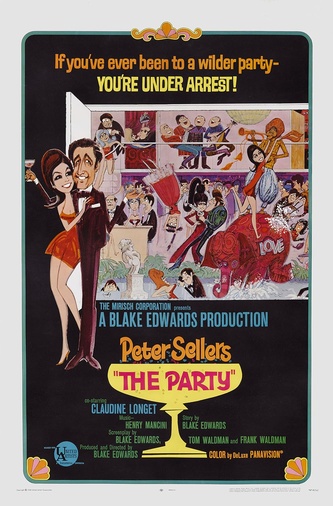 If you've ever been to a wilder party-
YOU'RE UNDER ARREST!
LOVE
THE MIRISCH CORPORATION presents
A BLAKE EDWARDS PRODUCTION
Peter Sellers
"THE PARTY"
co-starring
CLAUDINE LONGET
Music-
HENRY MANCINI
Story by
BLAKE EDWARDS
Screenplay by
BLAKE EDWARDS,
TOM WALDMAN and FRANK WALDMAN
Produced and Directed by
BLAKE EDWARDS
COLOR by DeLuxe PANAVISION®
UA